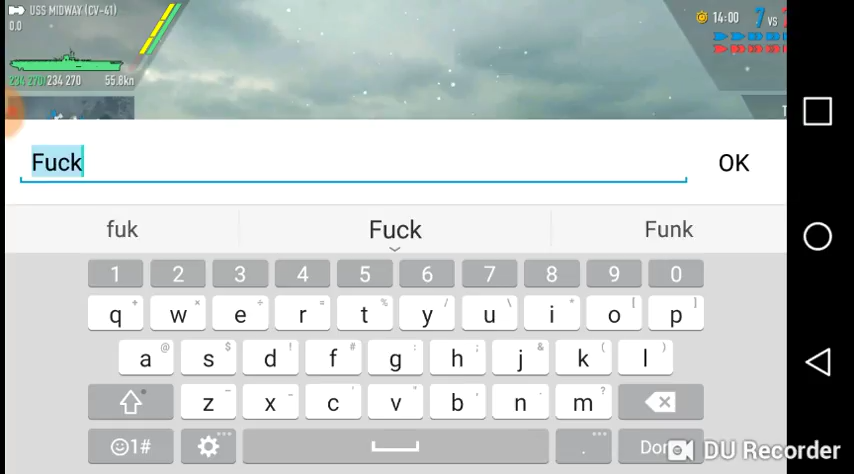 USS MIDWAY (CV-41)
0.0
14:00 7 VS
234 270/234 270 55.8kn
Fuck OK
fuk Fuck Funk
1 2 3 4 5 6 7 8 9 0
q w e r t y u i o p
a s d f g h j k l
z x c v b n m
1# . Don
DU Recorder